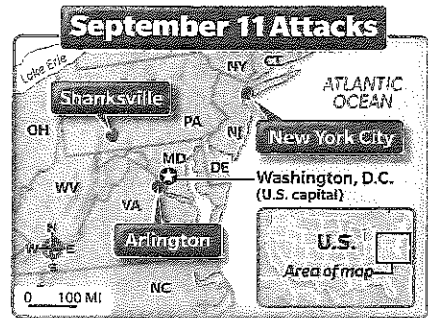 September 11 Attacks
Lake Erie
NY
CT
ATLANTIC
OCEAN
Shanksville
OH
PA
NJ
New York City
MD
DE
WV
Washington, D.C.
(U.S. capital)
VA
Arlington
U.S.
Area of map
N
W
E
S
0 100 MI
NC